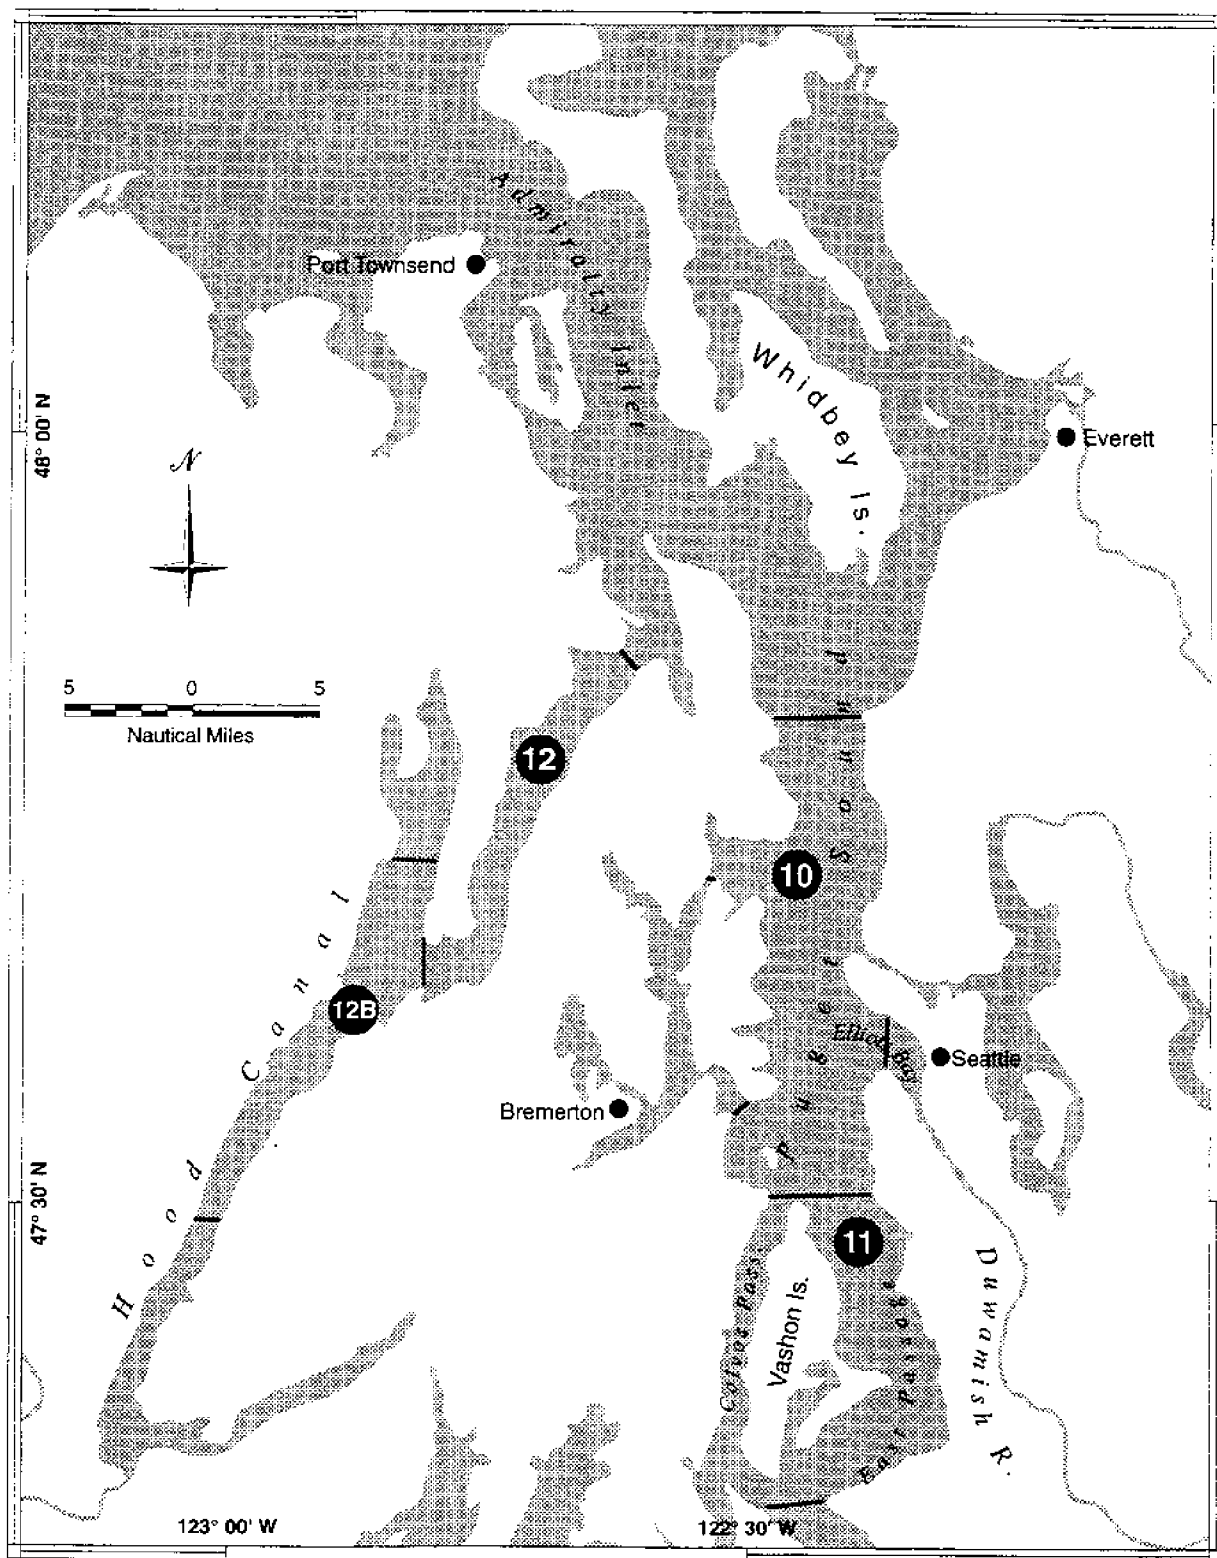 Admiralty Inlet
Port Townsend
Whidbey Is.
48° 00' N
Everett
N
5 0 5
Nautical Miles
12
10
Puget Sound
12B
Hood Canal
Elliott Bay
Seattle
Bremerton
47° 30' N
11
Colvos Pass.
Vashon Is.
East Passage
Duwamish R.
123° 00' W
122° 30' W